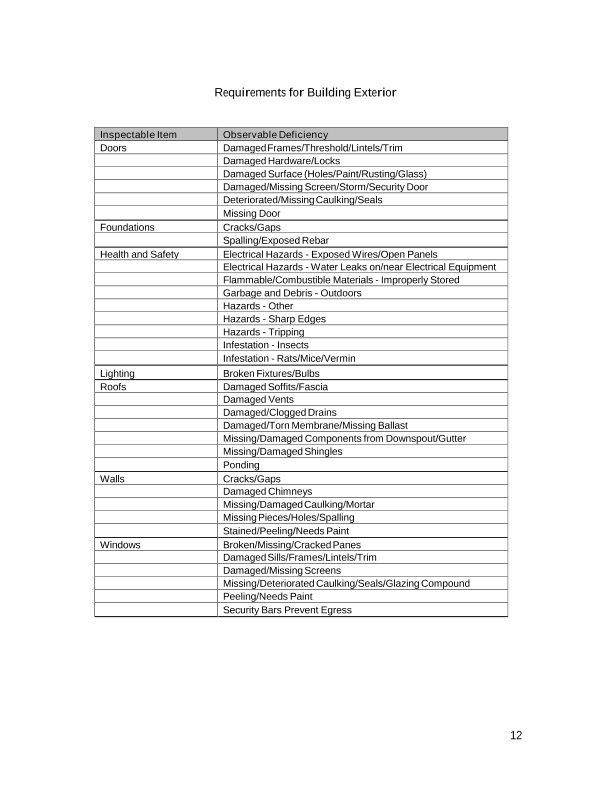 Requirements for Building Exterior
Inspectable Item Observable Deficiency
Doors Damaged Frames/Threshold/Lintels/Trim
Damaged Hardware/Locks
Damaged Surface (Holes/Paint/Rusting/Glass)
Damaged/Missing Screen/Storm/Security Door
Deteriorated/Missing Caulking/Seals
Missing Door
Foundations Cracks/Gaps
Spalling/Exposed Rebar
Health and Safety Electrical Hazards - Exposed Wires/Open Panels
Electrical Hazards - Water Leaks on/near Electrical Equipment
Flammable/Combustible Materials - Improperly Stored
Garbage and Debris - Outdoors
Hazards - Other
Hazards - Sharp Edges
Hazards - Tripping
Infestation - Insects
Infestation - Rats/Mice/Vermin
Lighting Broken Fixtures/Bulbs
Roofs Damaged Soffits/Fascia
Damaged Vents
Damaged/Clogged Drains
Damaged/Torn Membrane/Missing Ballast
Missing/Damaged Components from Downspout/Gutter
Missing/Damaged Shingles
Ponding
Walls Cracks/Gaps
Damaged Chimneys
Missing/Damaged Caulking/Mortar
Missing Pieces/Holes/Spalling
Stained/Peeling/Needs Paint
Windows Broken/Missing/Cracked Panes
Damaged Sills/Frames/Lintels/Trim
Damaged/Missing Screens
Missing/Deteriorated Caulking/Seals/Glazing Compound
Peeling/Needs Paint
Security Bars Prevent Egress
12